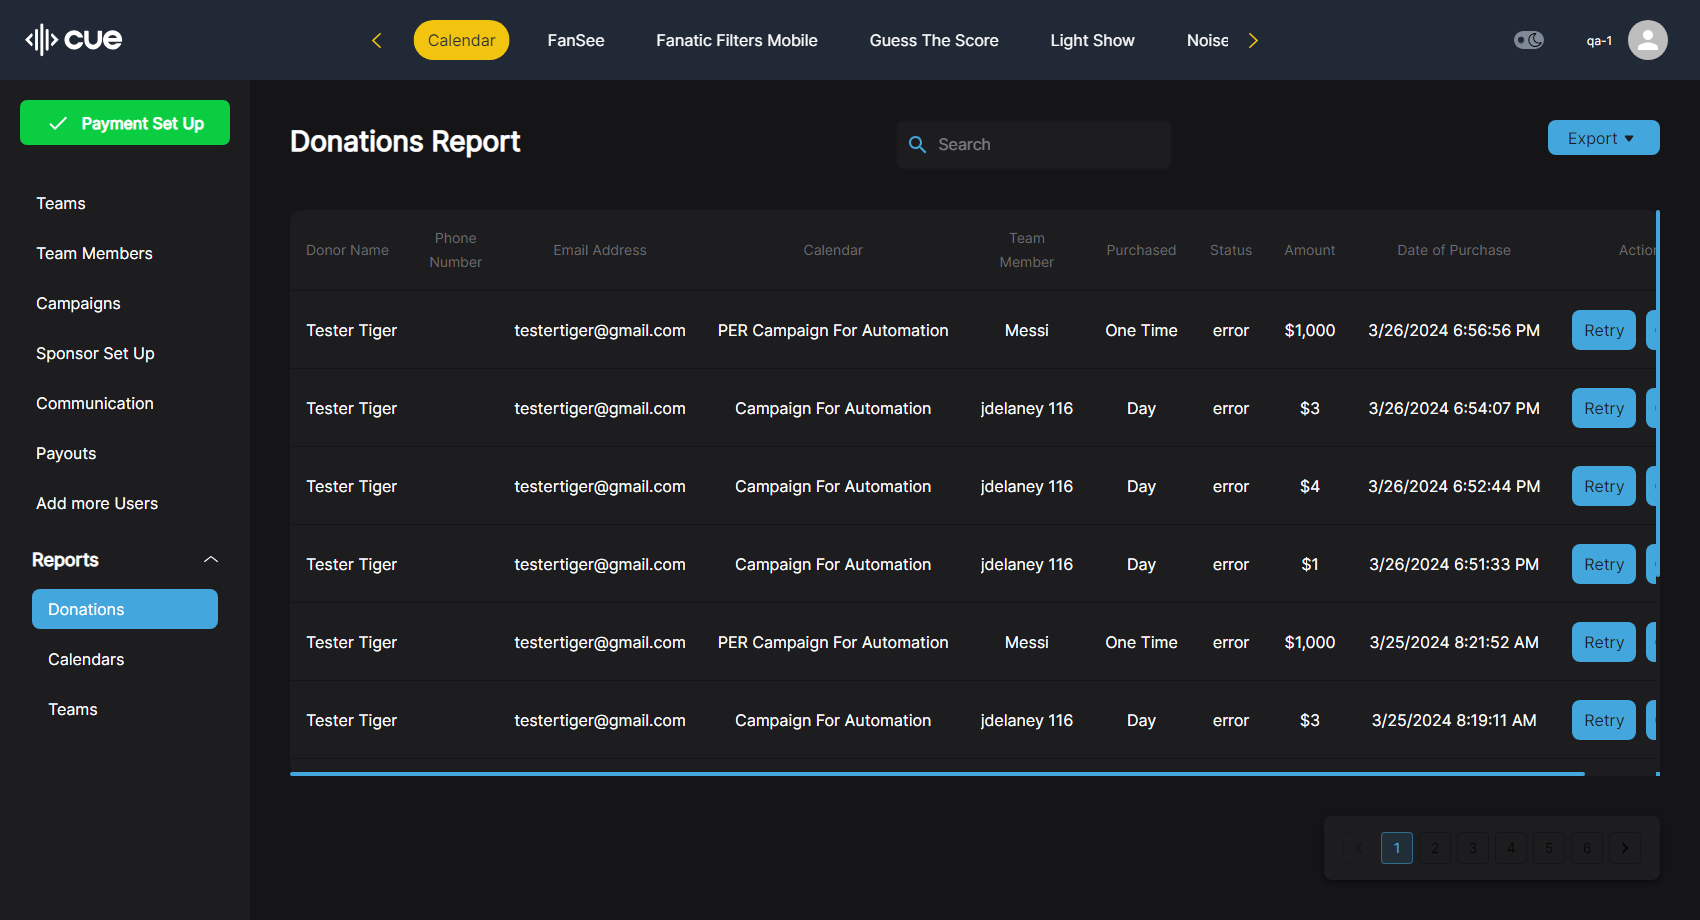 cue
Calendar
FanSee
Fanatic Filters Mobile
Guess The Score
Light Show
Noise
qa-1
Payment Set Up
Teams
Team Members
Campaigns
Sponsor Set Up
Communication
Payouts
Add more Users
Reports
Donations
Calendars
Teams
Donations Report
Search
Export
Donor Name Phone Number Email Address Calendar Team Member Purchased Status Amount Date of Purchase Action
Tester Tiger testertiger@gmail.com PER Campaign For Automation Messi One Time error $1,000 3/26/2024 6:56:56 PM Retry
Tester Tiger testertiger@gmail.com Campaign For Automation jdelaney 116 Day error $3 3/26/2024 6:54:07 PM Retry
Tester Tiger testertiger@gmail.com Campaign For Automation jdelaney 116 Day error $4 3/26/2024 6:52:44 PM Retry
Tester Tiger testertiger@gmail.com Campaign For Automation jdelaney 116 Day error $1 3/26/2024 6:51:33 PM Retry
Tester Tiger testertiger@gmail.com PER Campaign For Automation Messi One Time error $1,000 3/25/2024 8:21:52 AM Retry
Tester Tiger testertiger@gmail.com Campaign For Automation jdelaney 116 Day error $3 3/25/2024 8:19:11 AM Retry
1 2 3 4 5 6